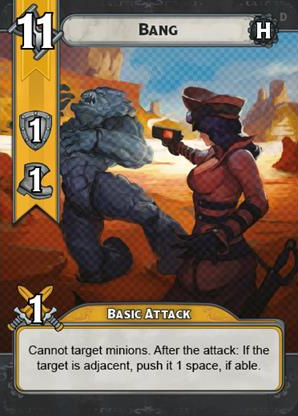 11
BANG
H
D
1
1
1
BASIC ATTACK
Cannot target minions. After the attack: If the
target is adjacent, push it 1 space, if able.